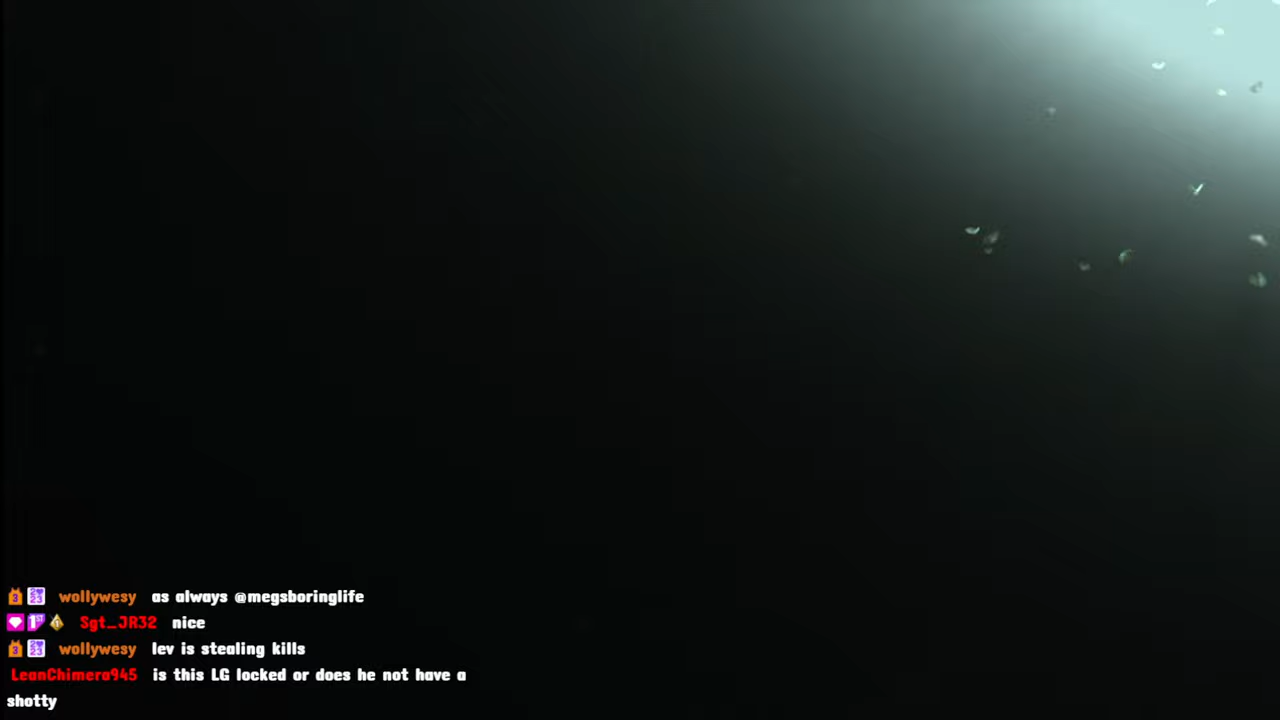 wollywesy as always @megsboringlife
Sgt_JR32 nice
wollywesy lev is stealing kills
LeanChimera945 is this LG locked or does he not have a
shotty